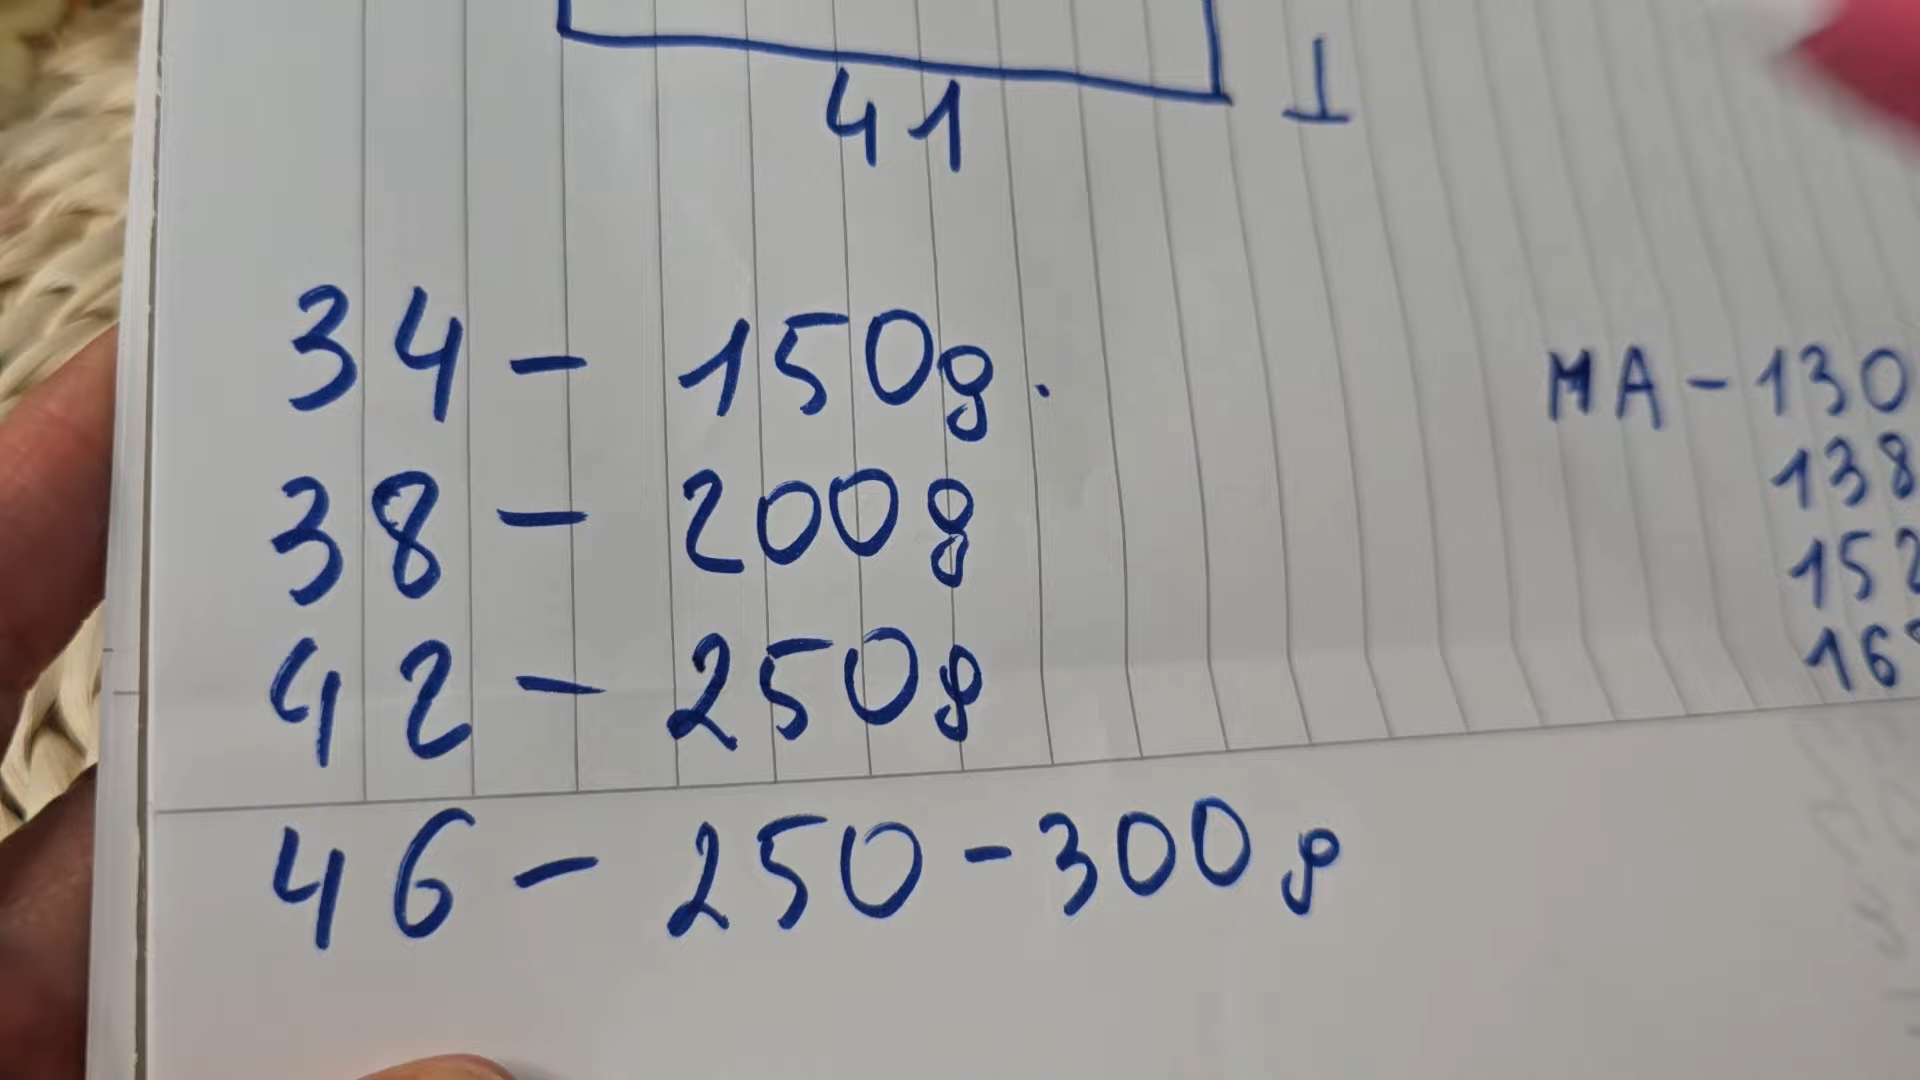 41
34 - 150g.
38 - 200g
42 - 250g
46 - 250 - 300g
MA - 130
138
152